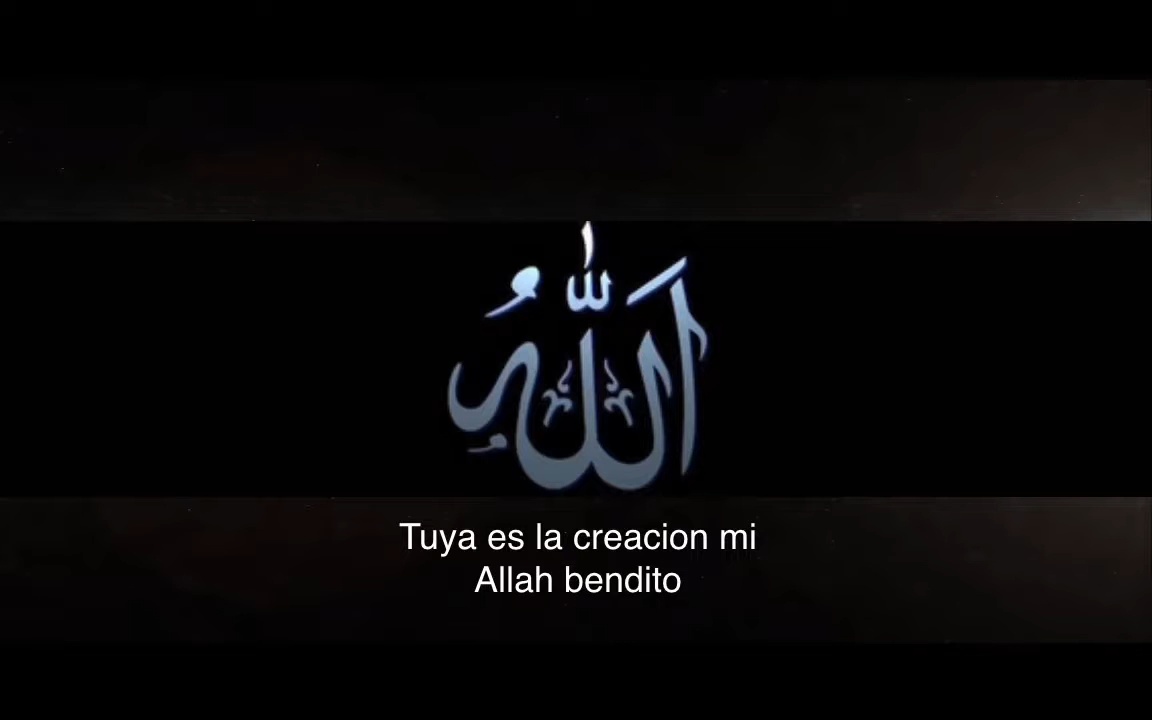 اللهُ
Tuya es la creacion mi
Allah bendito